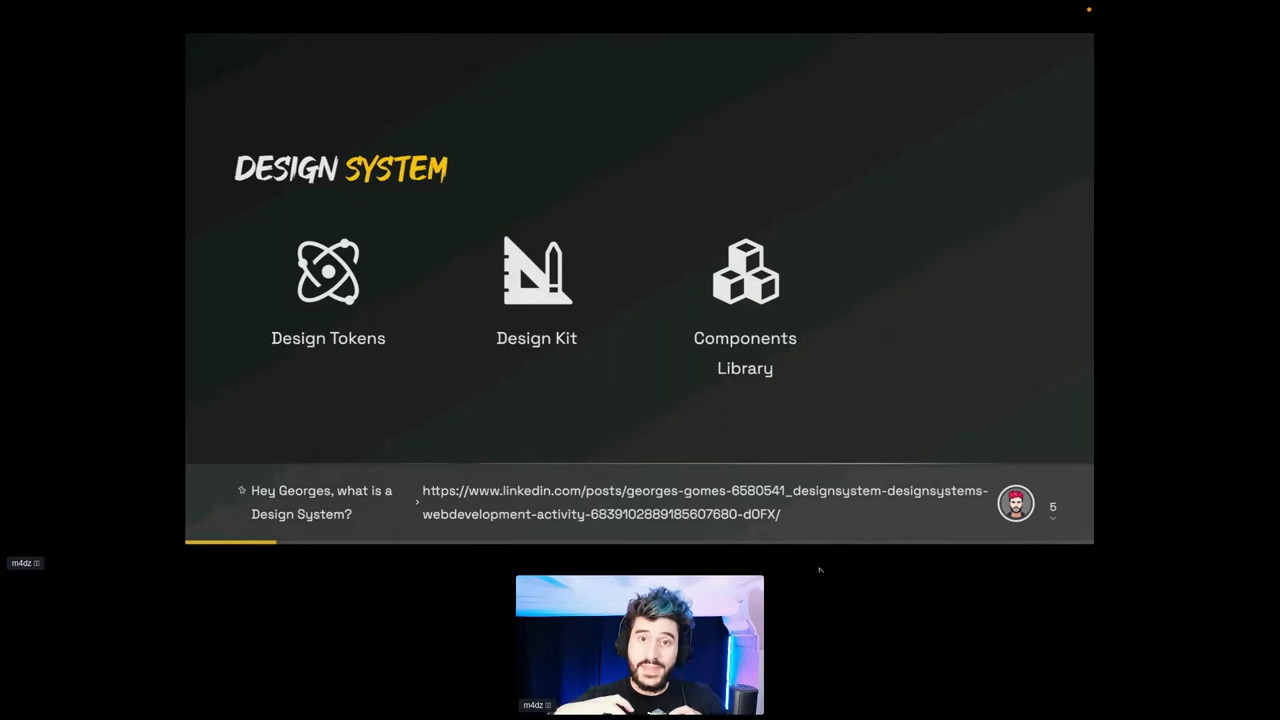 DESIGN SYSTEM
Design Tokens
Design Kit
Components
Library
Hey Georges, what is a
Design System?
https://www.linkedin.com/posts/georges-gomes-6580541_designsystem-designsystems-
webdevelopment-activity-6839102889185607680-dOFX/
5
m4dz
m4dz